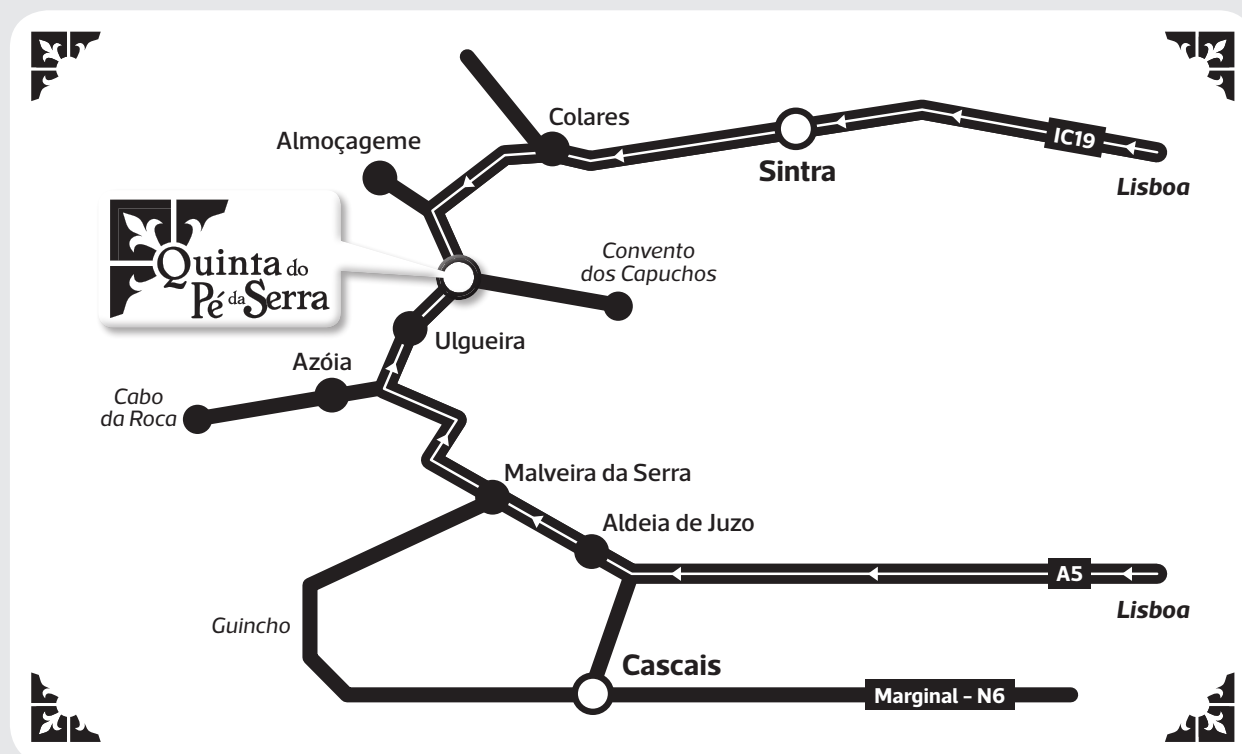 Colares
Almoçageme
IC19
Sintra
Lisboa
Quinta do
Pé da Serra
Convento
dos Capuchos
Ulgueira
Azóia
Cabo
da Roca
Malveira da Serra
Aldeia de Juzo
A5
Lisboa
Guincho
Cascais
Marginal - N6